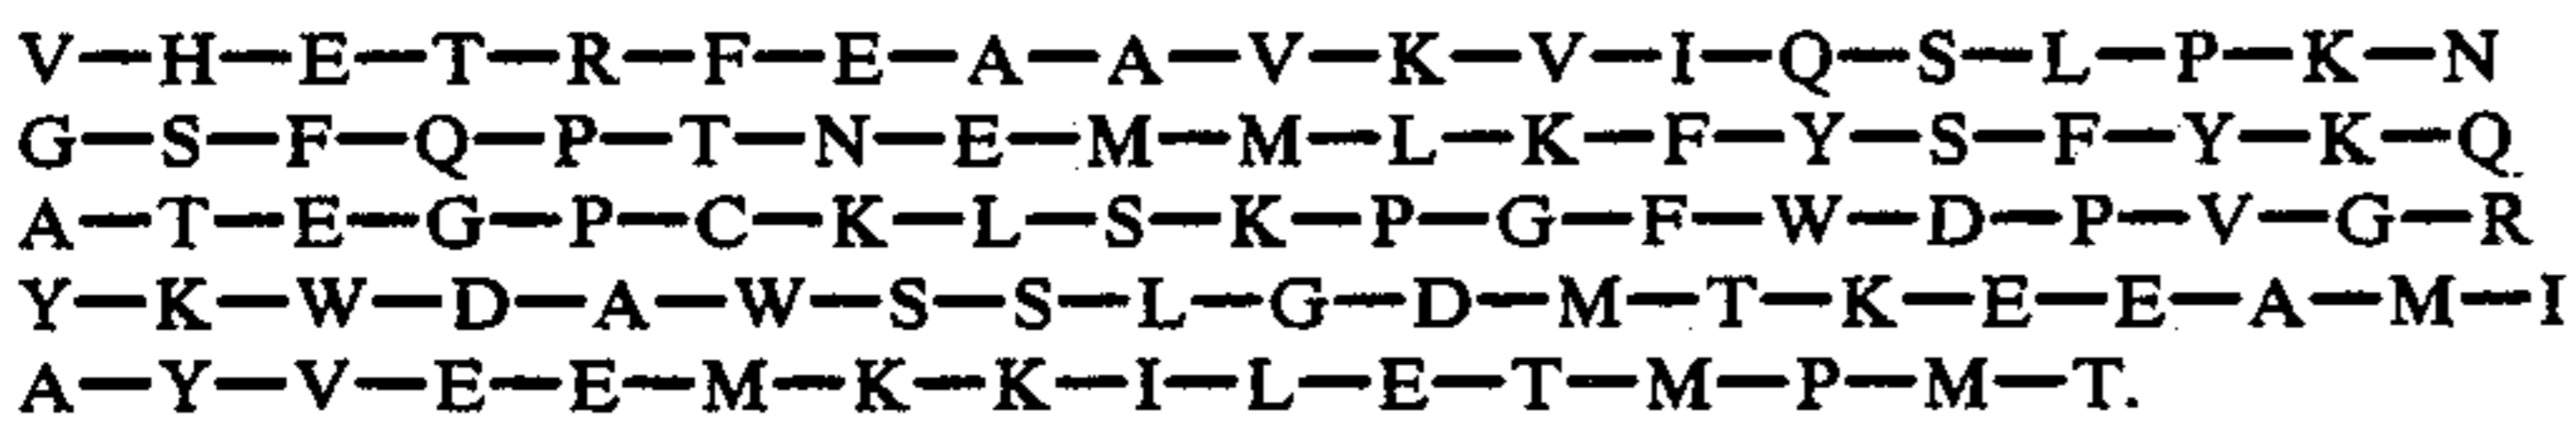 V—H—E—T—R—F—E—A—A—V—K—V—I—Q—S—L—P—K—N
G—S—F—Q—P—T—N—E—M—M—L—K—F—Y—S—F—Y—K—Q
A—T—E—G—P—C—K—L—S—K—P—G—F—W—D—P—V—G—R
Y—K—W—D—A—W—S—S—L—G—D—M—T—K—E—E—A—M—I
A—Y—V—E—E—M—K—K—I—L—E—T—M—P—M—T.